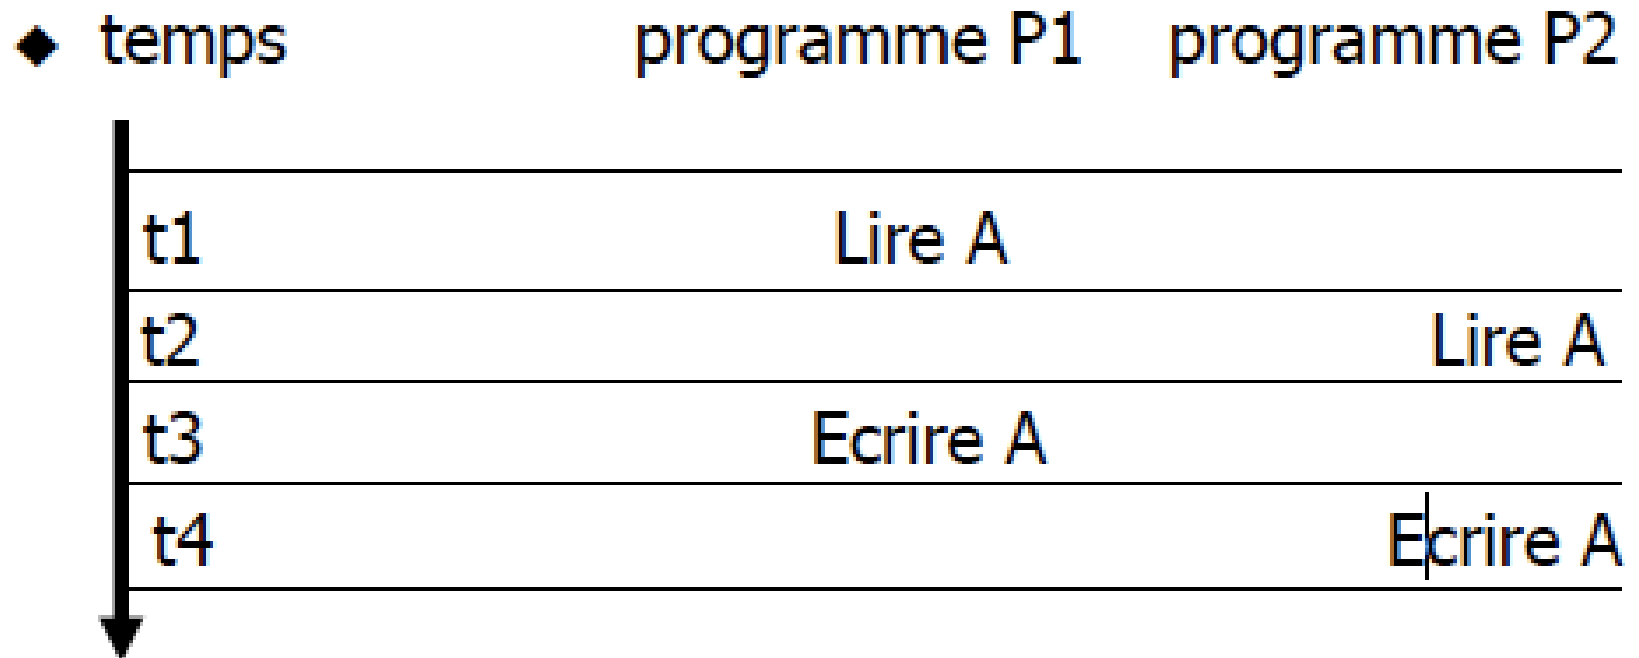 ◆ temps programme P1 programme P2
t1 Lire A
t2 Lire A
t3 Ecrire A
t4 Ecrire A